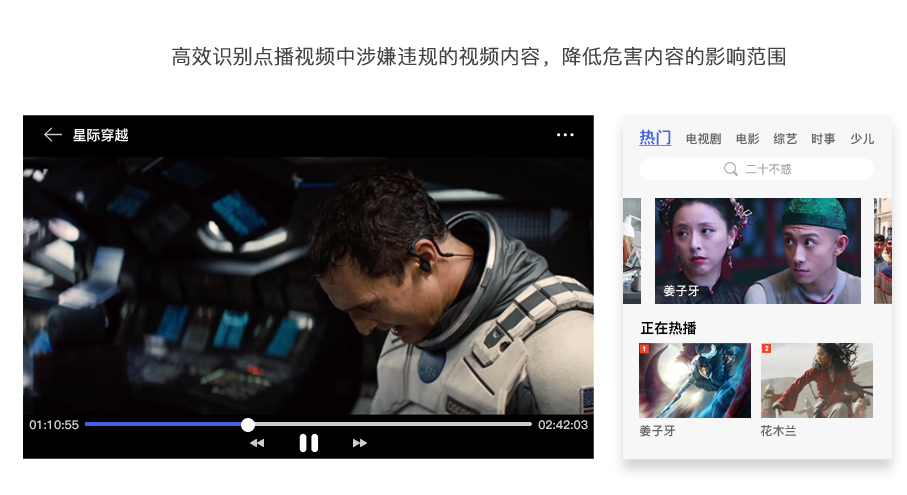 高效识别点播视频中涉嫌违规的视频内容，降低危害内容的影响范围
星际穿越
01:10:55
02:42:03
热门 电视剧 电影 综艺 时事 少儿
二十不惑
姜子牙
正在热播
1
2
姜子牙
花木兰